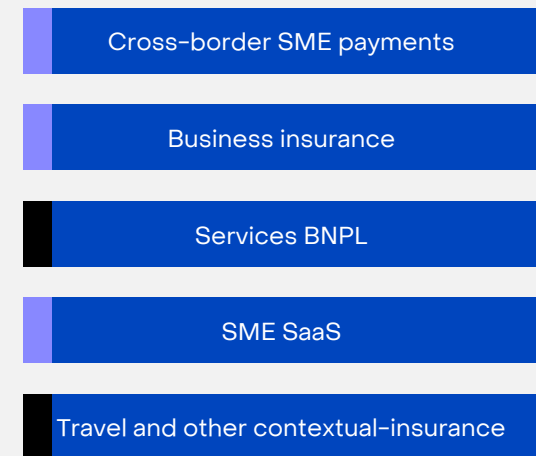 Cross-border SME payments
Business insurance
Services BNPL
SME SaaS
Travel and other contextual-insurance